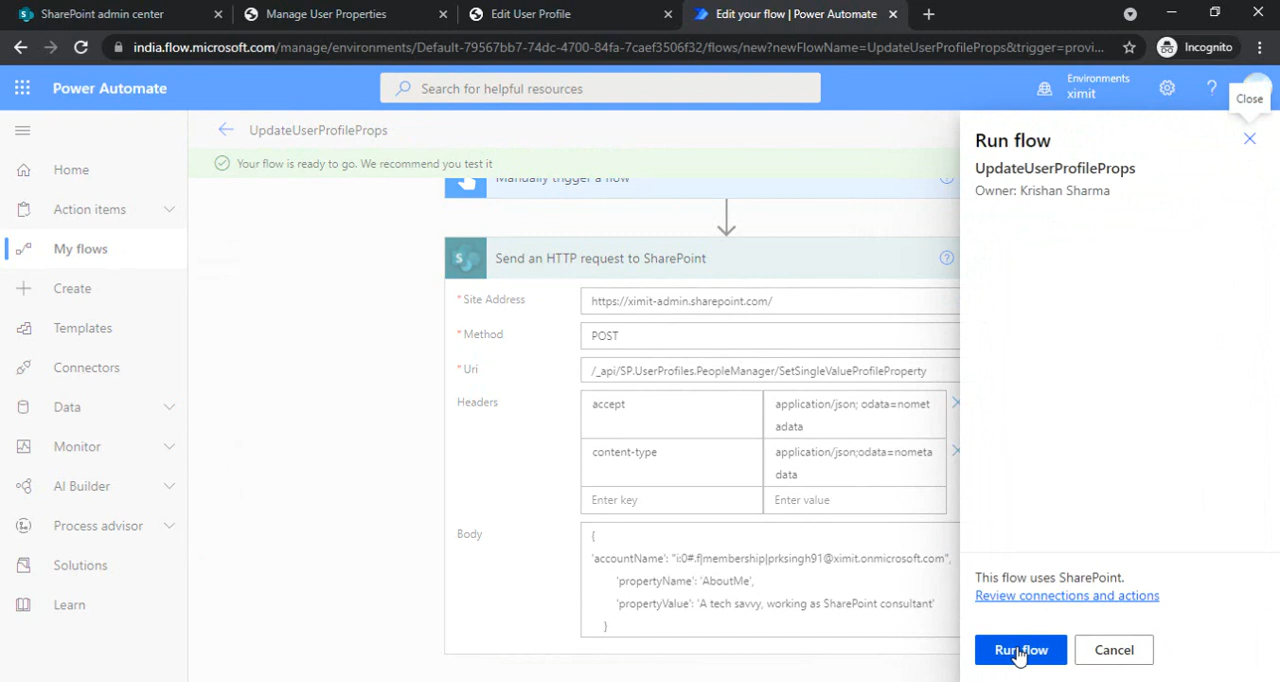 SharePoint admin center
Manage User Properties
Edit User Profile
Edit your flow | Power Automate
india.flow.microsoft.com/manage/environments/Default-79567bb7-74dc-4700-84fa-7caef3506f32/flows/new?newFlowName=UpdateUserProfileProps&trigger=provi...
Incognito
Power Automate
Search for helpful resources
Environments
ximit
Close
UpdateUserProfileProps
Your flow is ready to go. We recommend you test it
Home
Action items
My flows
Create
Templates
Connectors
Data
Monitor
AI Builder
Process advisor
Solutions
Learn
Manually trigger a flow
Send an HTTP request to SharePoint
* Site Address
https://ximit-admin.sharepoint.com/
* Method
POST
* Uri
/_api/SP.UserProfiles.PeopleManager/SetSingleValueProfileProperty
Headers
accept
application/json; odata=nomet
adata
content-type
application/json;odata=nometa
data
Enter key
Enter value
Body
{
'accountName': "i:0#.f|membership|prksingh91@ximit.onmicrosoft.com",
'propertyName': 'AboutMe',
'propertyValue': 'A tech savvy, working as SharePoint consultant'
}
Run flow
UpdateUserProfileProps
Owner: Krishan Sharma
This flow uses SharePoint.
Review connections and actions
Run flow
Cancel